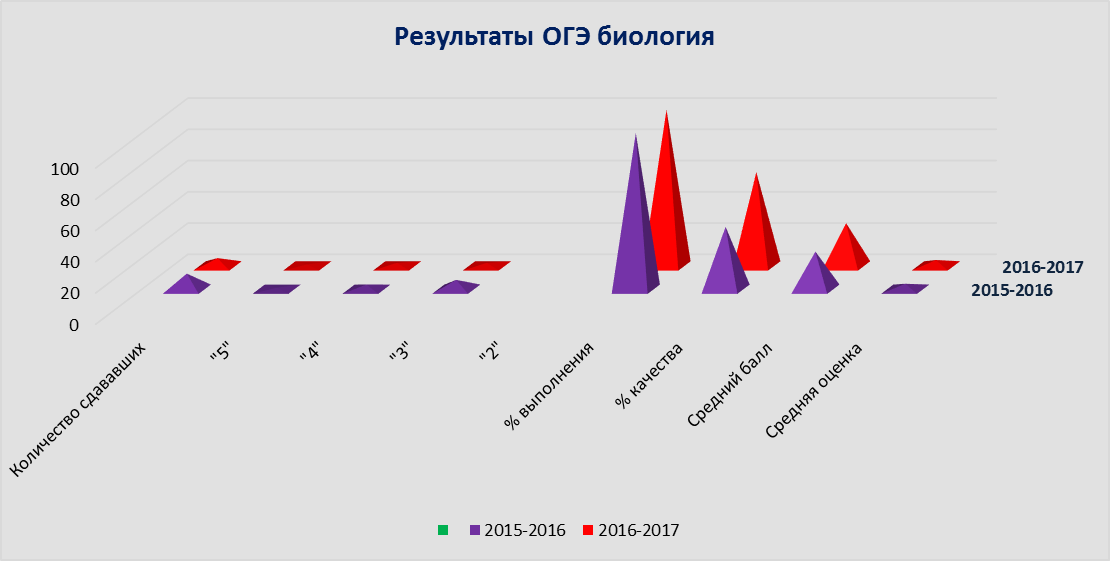 Результаты ОГЭ биология
100
80
60
40
20
0
2016-2017
2015-2016
Количество сдававших
"5"
"4"
"3"
"2"
% выполнения
% качества
Средний балл
Средняя оценка
2015-2016 2016-2017